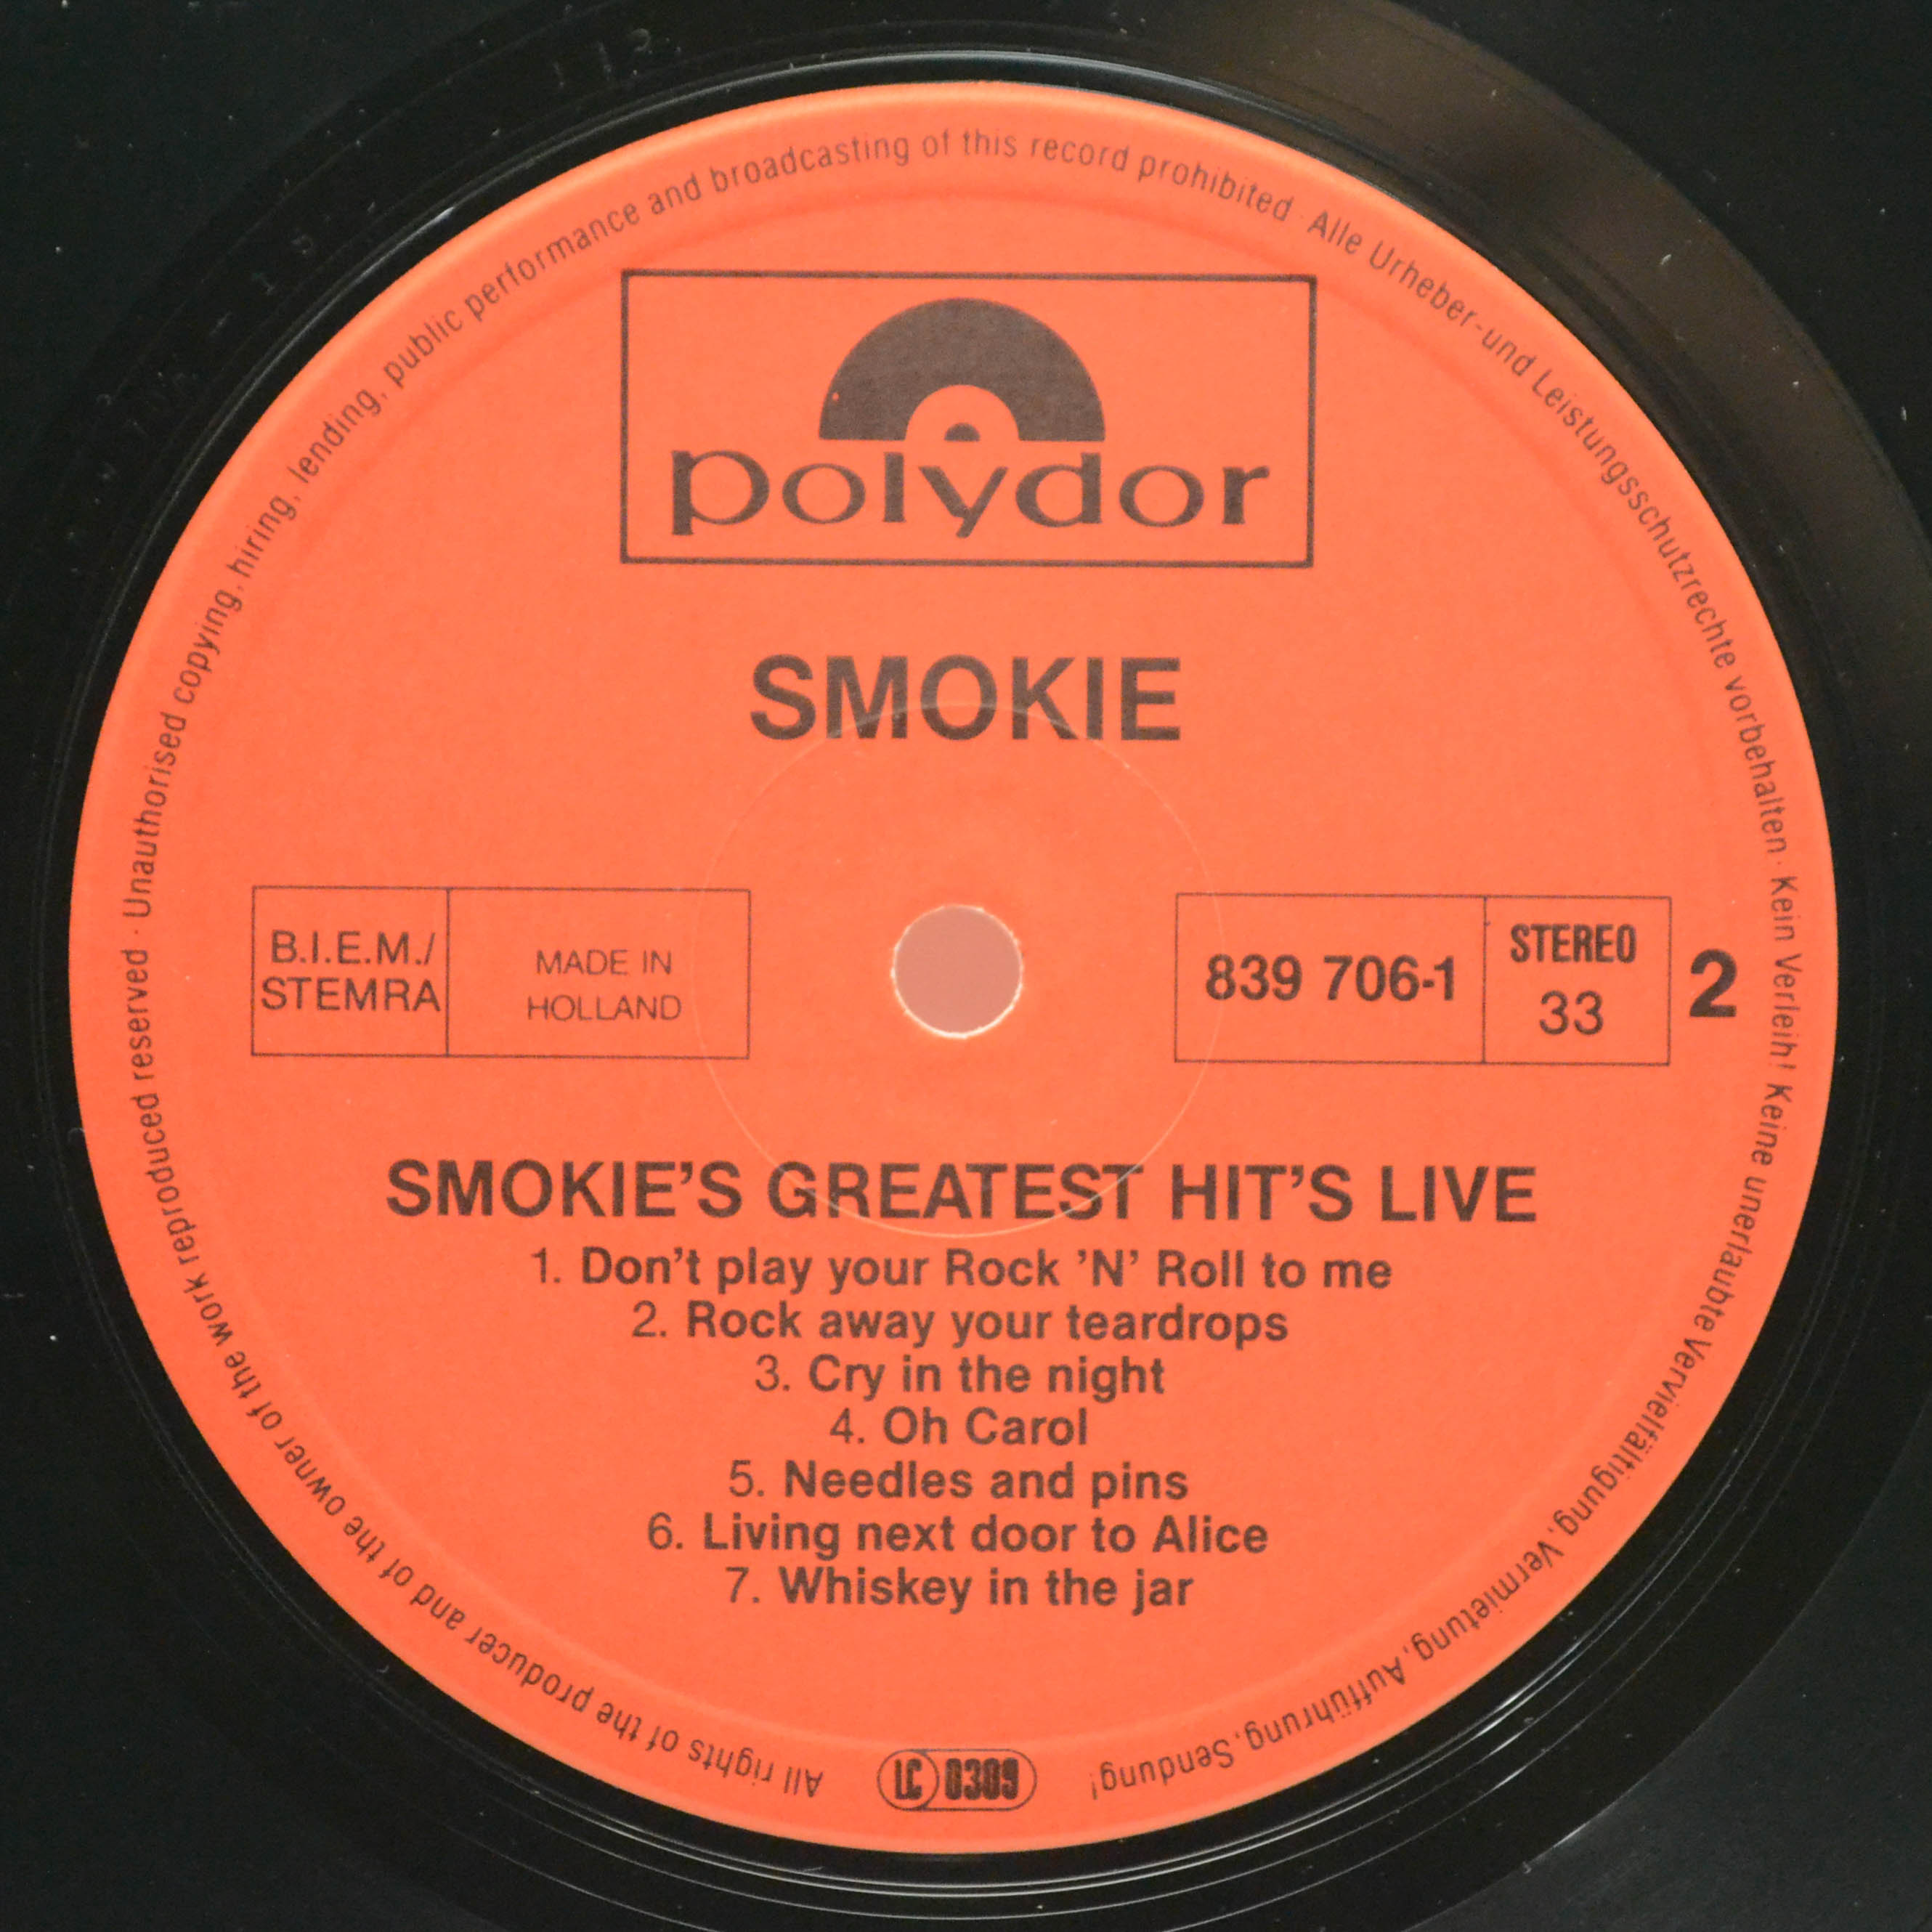 polydor
SMOKIE
B.I.E.M./
STEMRA
MADE IN
HOLLAND
839 706-1
STEREO
33
2
SMOKIE’S GREATEST HIT’S LIVE
1. Don’t play your Rock ’N’ Roll to me
2. Rock away your teardrops
3. Cry in the night
4. Oh Carol
5. Needles and pins
6. Living next door to Alice
7. Whiskey in the jar
All rights of the producer and of the owner of the work reproduced reserved · Unauthorised copying, hiring, lending, public performance and broadcasting of this record prohibited · Alle Urheber-und Leistungsschutzrechte vorbehalten · Kein Verleih! Keine unerlaubte Vervielfältigung, Vermietung, Aufführung, Sendung!
LC 0309